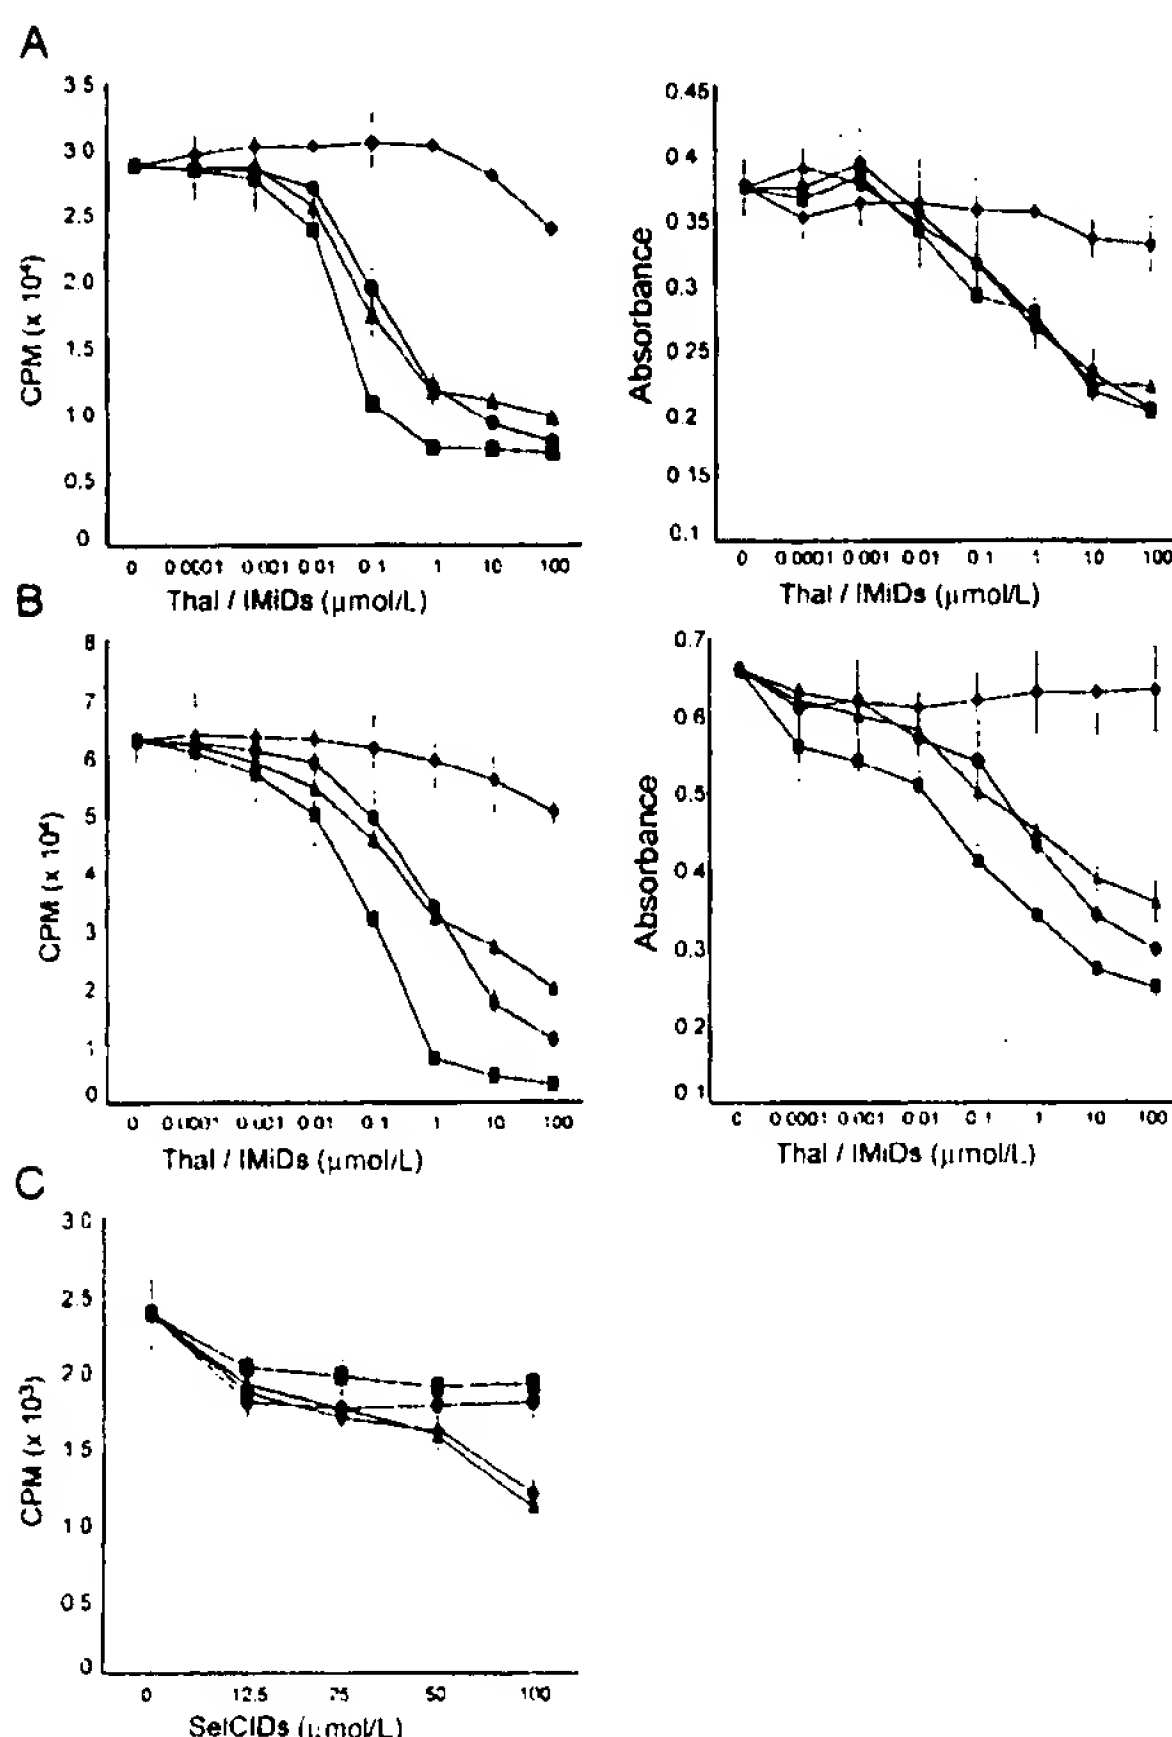 A
3 5
3 0
2.5
2 0
1.5
1 0
0.5
0
CPM (x 10⁴)
0 0 0001 0 001 0 01 0 1 1 10 100
Thal / IMiDs (µmol/L)
0.45
0.4
0.35
0.3
0.25
0.2
0 15
0.1
Absorbance
0 0.0001 0 001 0 01 0 1 1 10 100
Thal / IMiDs (µmol/L)
B
8
7
6
5
4
3
2
1
0
CPM (x 10⁴)
0 0 0001 0 001 0 01 0 1 1 10 100
Thal / IMiDs (µmol/L)
0.7
0.6
0.5
0.4
0.3
0 2
0 1
Absorbance
0 0 0001 0 001 0 01 0 1 1 10 100
Thal / IMiDs (µmol/L)
C
3 0
2 5
2 0
1 5
1 0
0 5
0
CPM (x 10³)
0 12.5 25 50 100
SelCIDs (µmol/L)